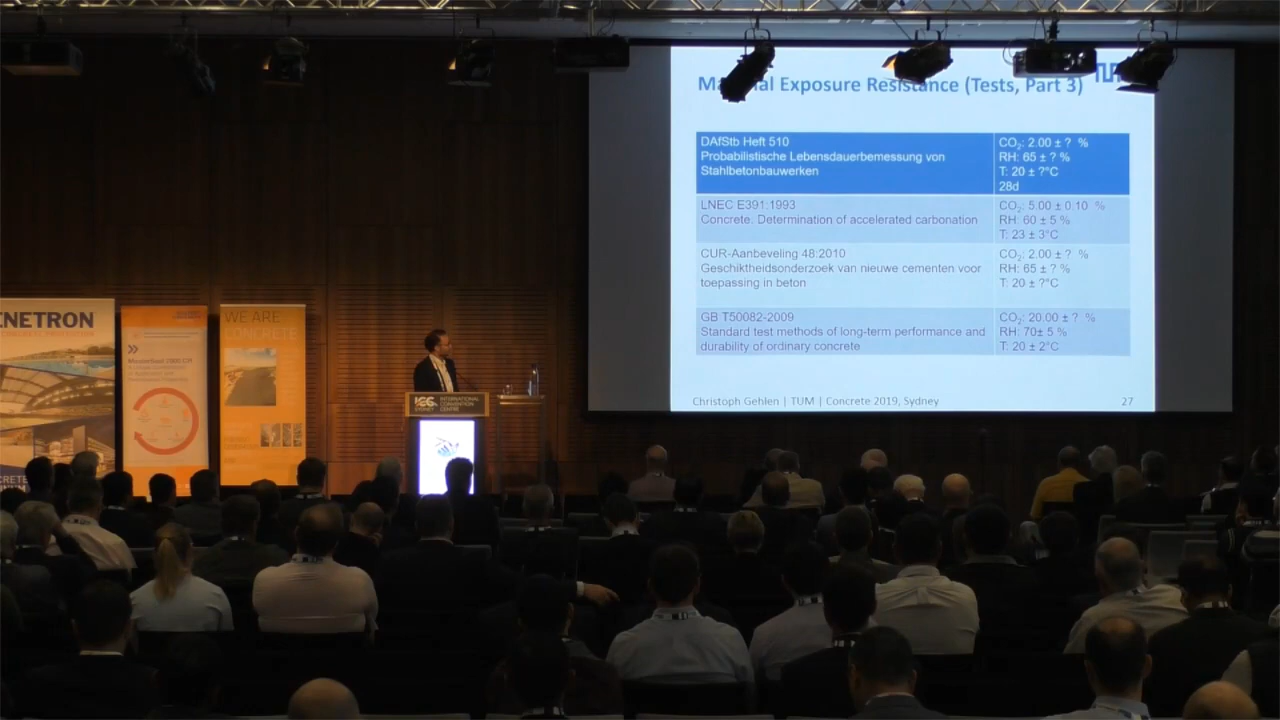 Exposure Resistance (Tests, Part 3)
DAfStb Heft 510
Probabilistische Lebensdauerbemessung von
Stahlbetonbauwerken
CO₂: 2.00 ± ? %
RH: 65 ± ? %
T: 20 ± ?°C
28d
LNEC E391:1993
Concrete. Determination of accelerated carbonation
CO₂: 5.00 ± 0.10 %
RH: 60 ± 5 %
T: 23 ± 3°C
CUR-Aanbeveling 48:2010
Geschiktheidsonderzoek van nieuwe cementen voor
toepassing in beton
CO₂: 2.00 ± ? %
RH: 65 ± ? %
T: 20 ± ?°C
GB T50082-2009
Standard test methods of long-term performance and
durability of ordinary concrete
CO₂: 20.00 ± ? %
RH: 70± 5 %
T: 20 ± 2°C
Christoph Gehlen | TUM | Concrete 2019, Sydney
27
ENETRON
WE ARE
CONCRETE
ICC
SYDNEY
INTERNATIONAL
CONVENTION
CENTRE